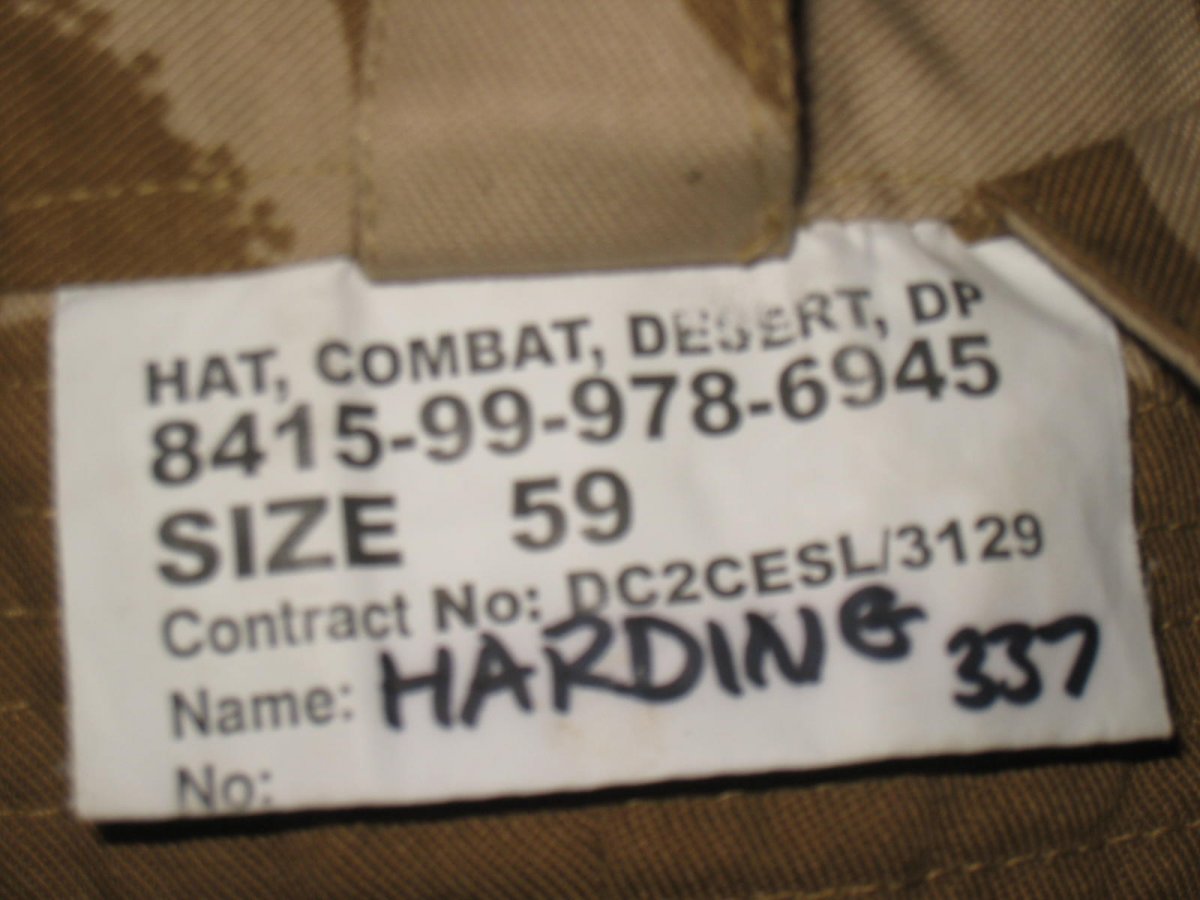 HAT, COMBAT, DESERT, DP
8415-99-978-6945
SIZE 59
Contract No: DC2CESL/3129
Name: HARDING 337
No: